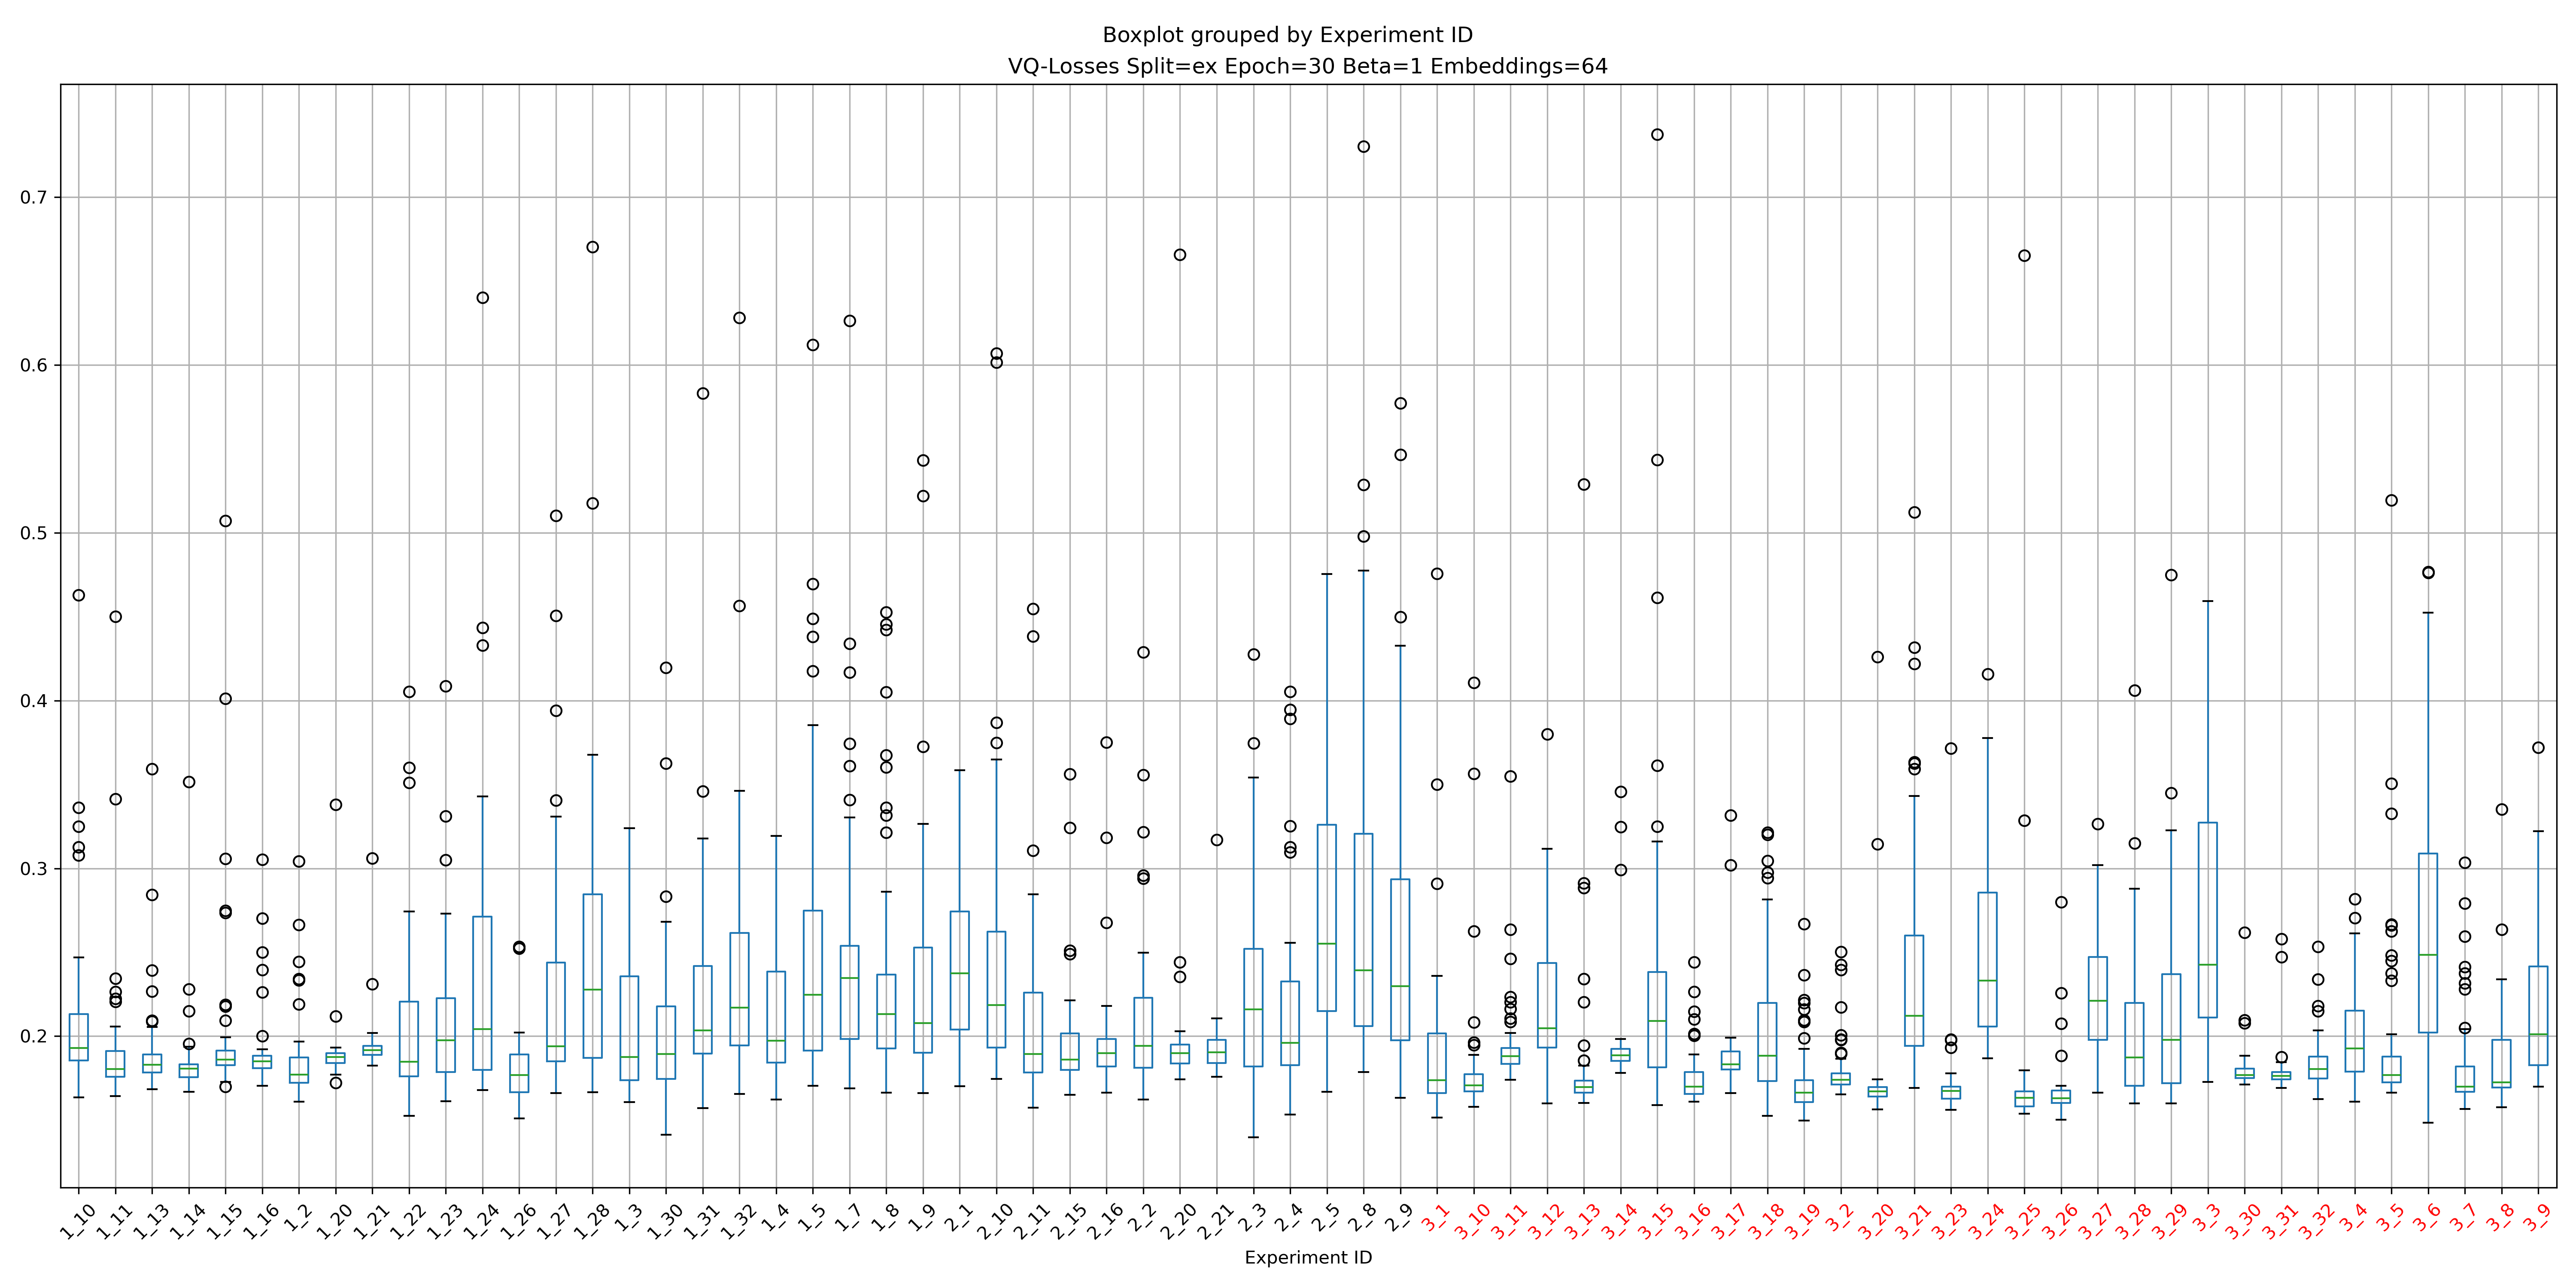 Boxplot grouped by Experiment ID
VQ-Losses Split=ex Epoch=30 Beta=1 Embeddings=64
0.7
0.6
0.5
0.4
0.3
0.2
1_10 1_11 1_13 1_14 1_15 1_16 1_2 1_20 1_21 1_22 1_23 1_24 1_26 1_27 1_28 1_3 1_30 1_31 1_32 1_4 1_5 1_7 1_8 1_9 2_1 2_10 2_11 2_15 2_16 2_2 2_20 2_21 2_3 2_4 2_5 2_8 2_9 3_1 3_10 3_11 3_12 3_13 3_14 3_15 3_16 3_17 3_18 3_19 3_2 3_20 3_21 3_23 3_24 3_25 3_26 3_27 3_28 3_29 3_3 3_30 3_31 3_32 3_4 3_5 3_6 3_7 3_8 3_9
Experiment ID